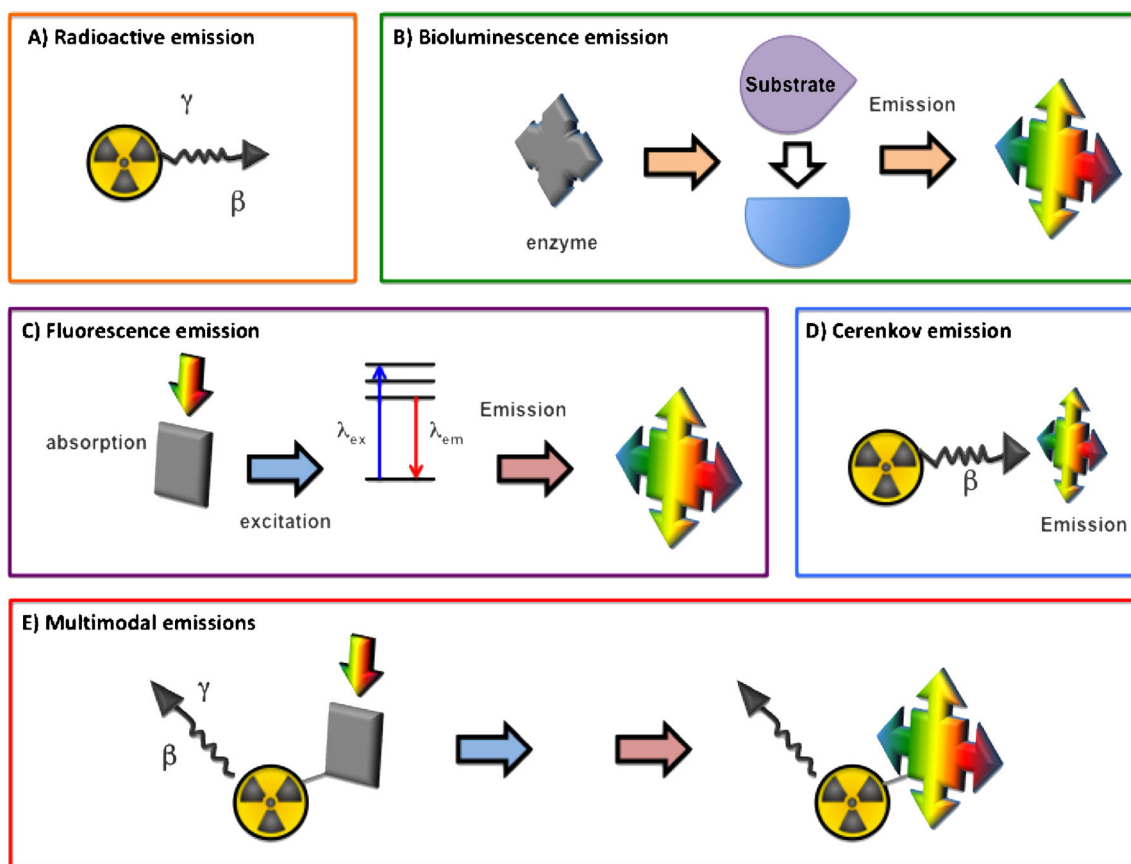 A) Radioactive emission
γ
β
B) Bioluminescence emission
Substrate
Emission
enzyme
C) Fluorescence emission
absorption
λex
λem
Emission
excitation
D) Cerenkov emission
β
Emission
E) Multimodal emissions
γ
β